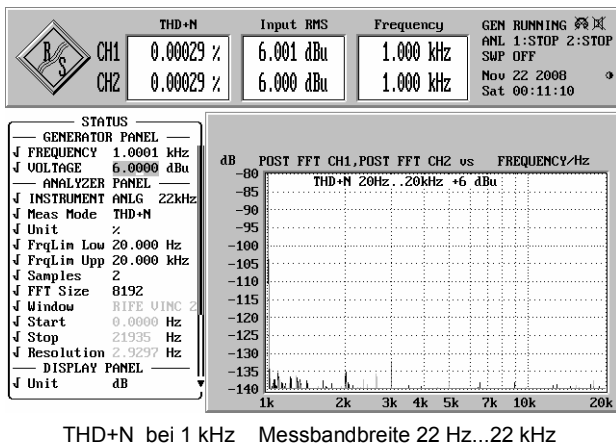 THD+N Input RMS Frequency
R S
CH1 0.00029 % 6.001 dBu 1.000 kHz
CH2 0.00029 % 6.000 dBu 1.000 kHz
GEN RUNNING
ANL 1:STOP 2:STOP
SWP OFF
Nov 22 2008
Sat 00:11:10
STATUS
GENERATOR PANEL
FREQUENCY 1.0001 kHz
VOLTAGE 6.0000 dBu
ANALYZER PANEL
INSTRUMENT ANLG 22kHz
Meas Mode THD+N
Unit %
FrqLim Low 20.000 Hz
FrqLim Upp 20.000 kHz
Samples 2
FFT Size 8192
Window RIFE VINC 2
Start 0.0000 Hz
Stop 21935 Hz
Resolution 2.9297 Hz
DISPLAY PANEL
Unit dB
dB POST FFT CH1,POST FFT CH2 vs FREQUENCY/Hz
THD+N 20Hz..20kHz +6 dBu
-80
-85
-90
-95
-100
-105
-110
-115
-120
-125
-130
-135
-140
1k 2k 3k 4k 5k 7k 10k 20k
THD+N bei 1 kHz Messbandbreite 22 Hz...22 kHz